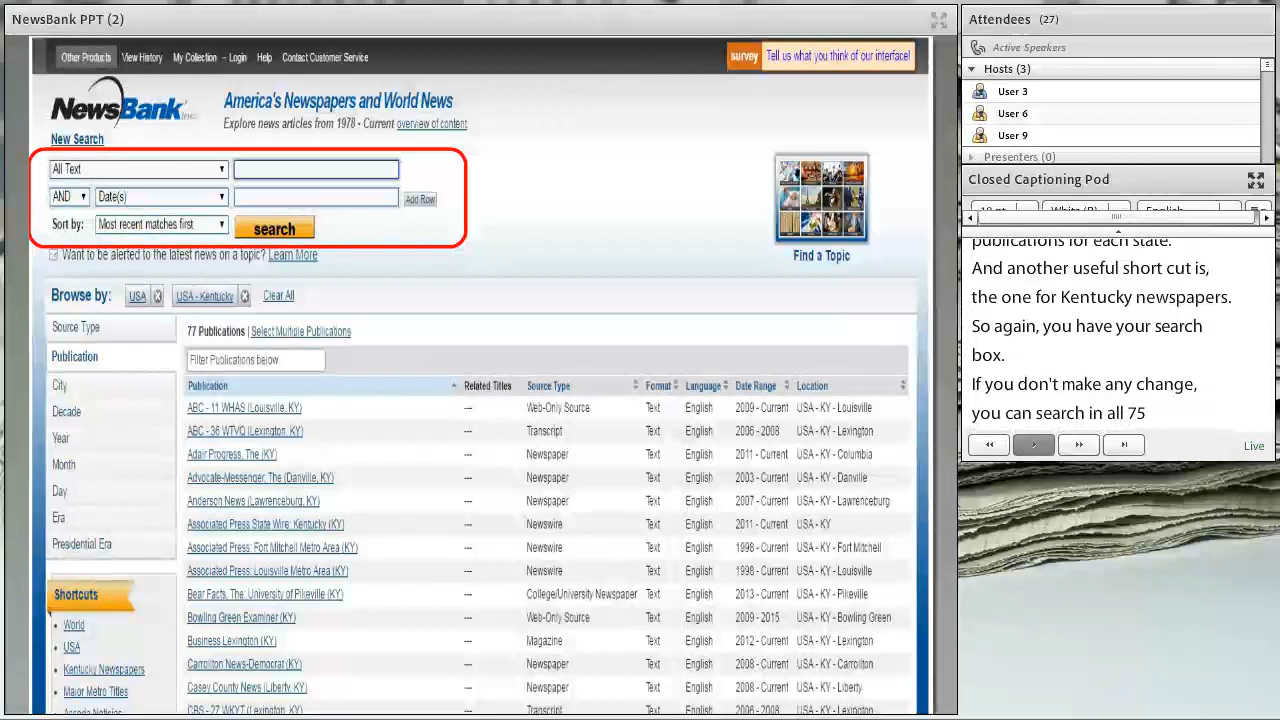 NewsBank PPT (2)
Other Products View History My Collection - Login Help Contact Customer Service
survey Tell us what you think of our interface!
NewsBank Inc.
America's Newspapers and World News
Explore news articles from 1978 - Current overview of content
New Search
All Text
AND Date(s) Add Row
Sort by: Most recent matches first search
Want to be alerted to the latest news on a topic? Learn More
Find a Topic
Browse by: USA USA - Kentucky Clear All
Source Type
Publication
City
Decade
Year
Month
Day
Era
Presidential Era
Shortcuts
World
USA
Kentucky Newspapers
Major Metro Titles
77 Publications | Select Multiple Publications
Filter Publications below
Publication Related Titles Source Type Format Language Date Range Location
ABC - 11 WHAS (Louisville, KY) --- Web-Only Source Text English 2009 - Current USA - KY - Louisville
ABC - 36 WTVQ (Lexington, KY) --- Transcript Text English 2006 - 2008 USA - KY - Lexington
Adair Progress, The (KY) --- Newspaper Text English 2011 - Current USA - KY - Columbia
Advocate-Messenger, The (Danville, KY) --- Newspaper Text English 2003 - Current USA - KY - Danville
Anderson News (Lawrenceburg, KY) --- Newspaper Text English 2007 - Current USA - KY - Lawrenceburg
Associated Press State Wire: Kentucky (KY) --- Newswire Text English 2011 - Current USA - KY
Associated Press: Fort Mitchell Metro Area (KY) --- Newswire Text English 1998 - Current USA - KY - Fort Mitchell
Associated Press: Louisville Metro Area (KY) --- Newswire Text English 1998 - Current USA - KY - Louisville
Bear Facts, The: University of Pikeville (KY) --- College/University Newspaper Text English 2013 - Current USA - KY - Pikeville
Bowling Green Examiner (KY) --- Web-Only Source Text English 2009 - 2015 USA - KY - Bowling Green
Business Lexington (KY) --- Magazine Text English 2012 - Current USA - KY - Lexington
Carrollton News-Democrat (KY) --- Newspaper Text English 2008 - Current USA - KY - Carrollton
Casey County News (Liberty, KY) --- Newspaper Text English 2008 - Current USA - KY - Liberty
CBS - 27 WKYT (Lexington, KY) --- Transcript Text English 2006 - 2008 USA - KY - Lexington
Attendees (27)
Active Speakers
Hosts (3)
User 3
User 6
User 9
Presenters (0)
Closed Captioning Pod
English
publications for each state.
And another useful short cut is,
the one for Kentucky newspapers.
So again, you have your search
box.
If you don't make any change,
you can search in all 75
Live